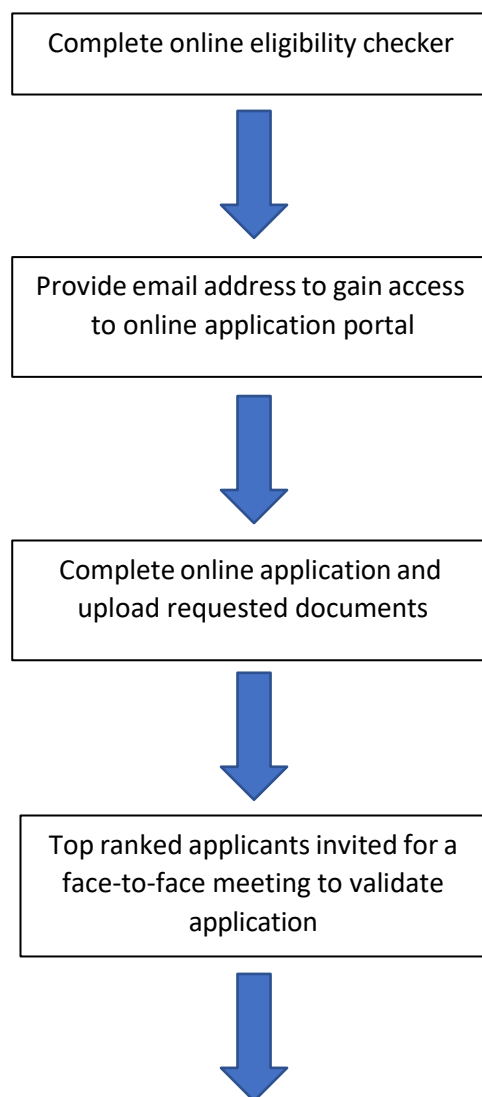 Complete online eligibility checker
Provide email address to gain access
to online application portal
Complete online application and
upload requested documents
Top ranked applicants invited for a
face-to-face meeting to validate
application